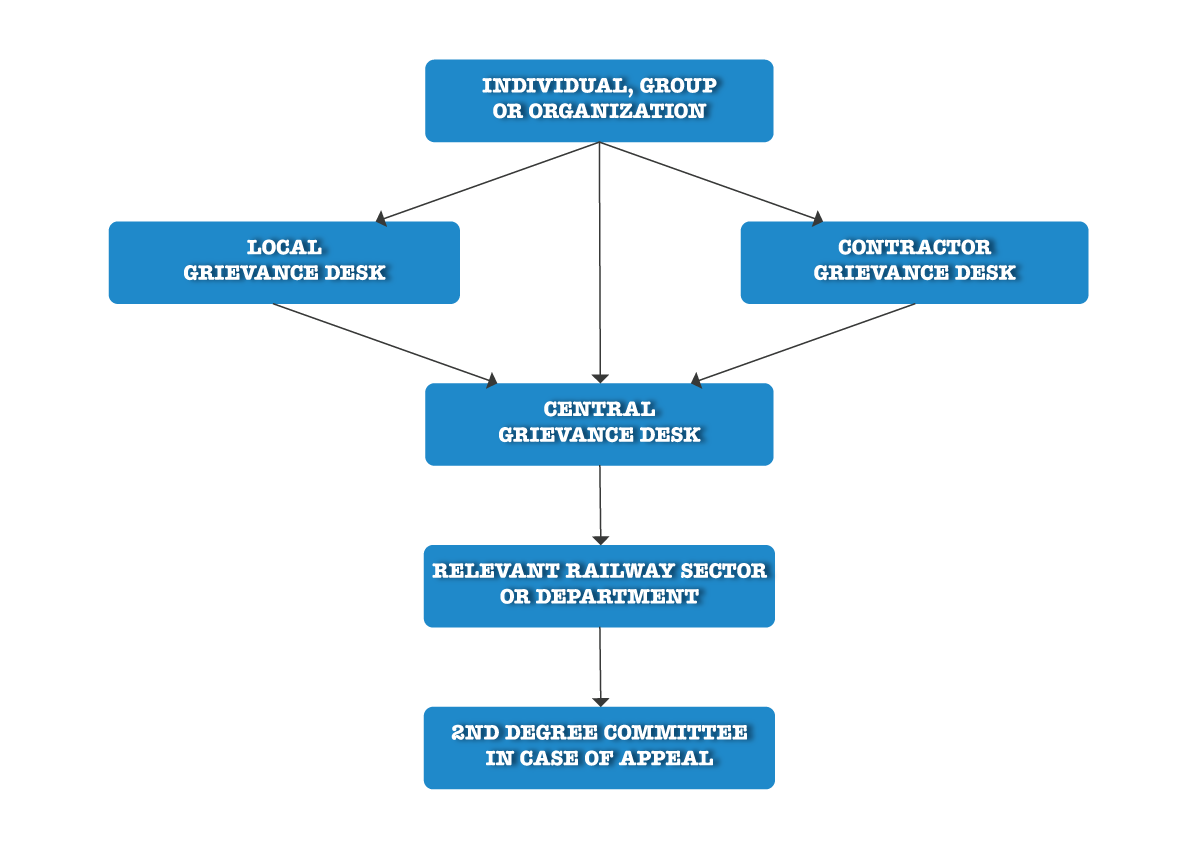 INDIVIDUAL, GROUP
OR ORGANIZATION
LOCAL
GRIEVANCE DESK
CONTRACTOR
GRIEVANCE DESK
CENTRAL
GRIEVANCE DESK
RELEVANT RAILWAY SECTOR
OR DEPARTMENT
2ND DEGREE COMMITTEE
IN CASE OF APPEAL